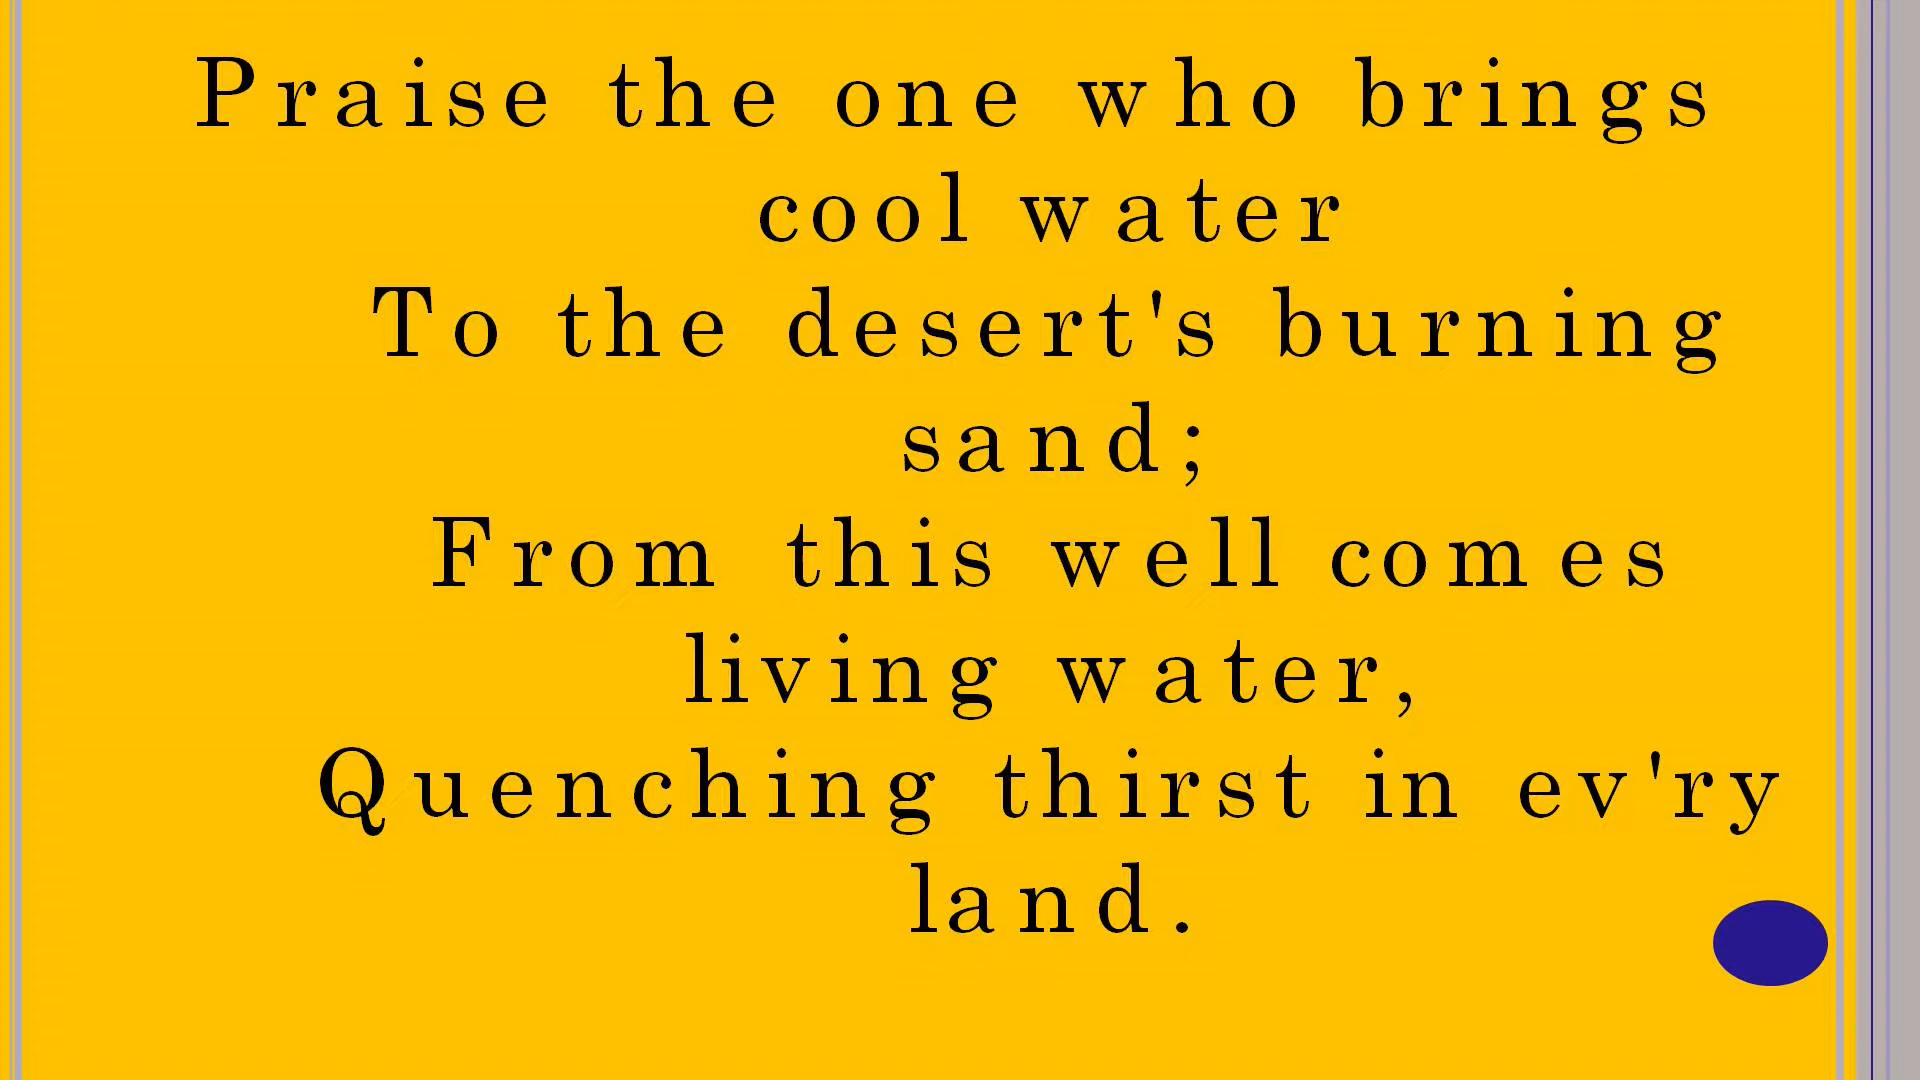 Praise the one who brings
cool water
To the desert's burning
sand;
From this well comes
living water,
Quenching thirst in ev'ry
land.